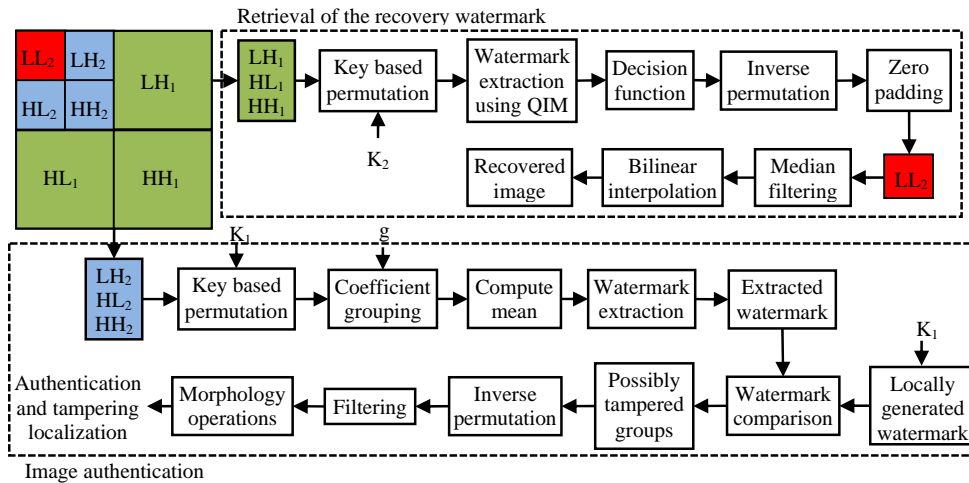 Retrieval of the recovery watermark
LL₂
LH₂
LH₁
HL₂
HH₂
HL₁
HH₁
LH₁
HL₁
HH₁
Key based
permutation
K₂
Watermark
extraction
using QIM
Decision
function
Inverse
permutation
Zero
padding
Recovered
image
Bilinear
interpolation
Median
filtering
LL₂
K₁
g
LH₂
HL₂
HH₂
Key based
permutation
Coefficient
grouping
Compute
mean
Watermark
extraction
Extracted
watermark
K₁
Authentication
and tampering
localization
Morphology
operations
Filtering
Inverse
permutation
Possibly
tampered
groups
Watermark
comparison
Locally
generated
watermark
Image authentication